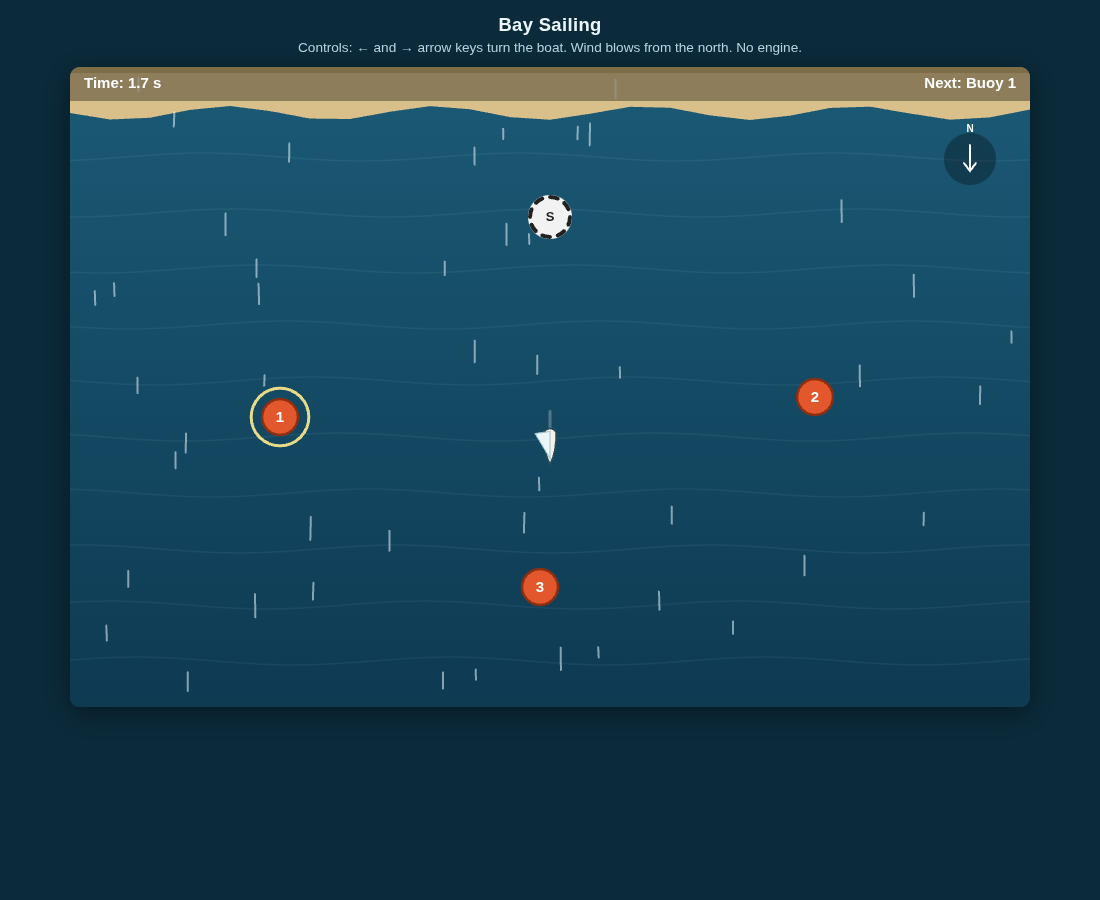 Bay Sailing
Controls: ← and → arrow keys turn the boat. Wind blows from the north. No engine.
Time: 1.7 s
Next: Buoy 1
N
S
2
1
3